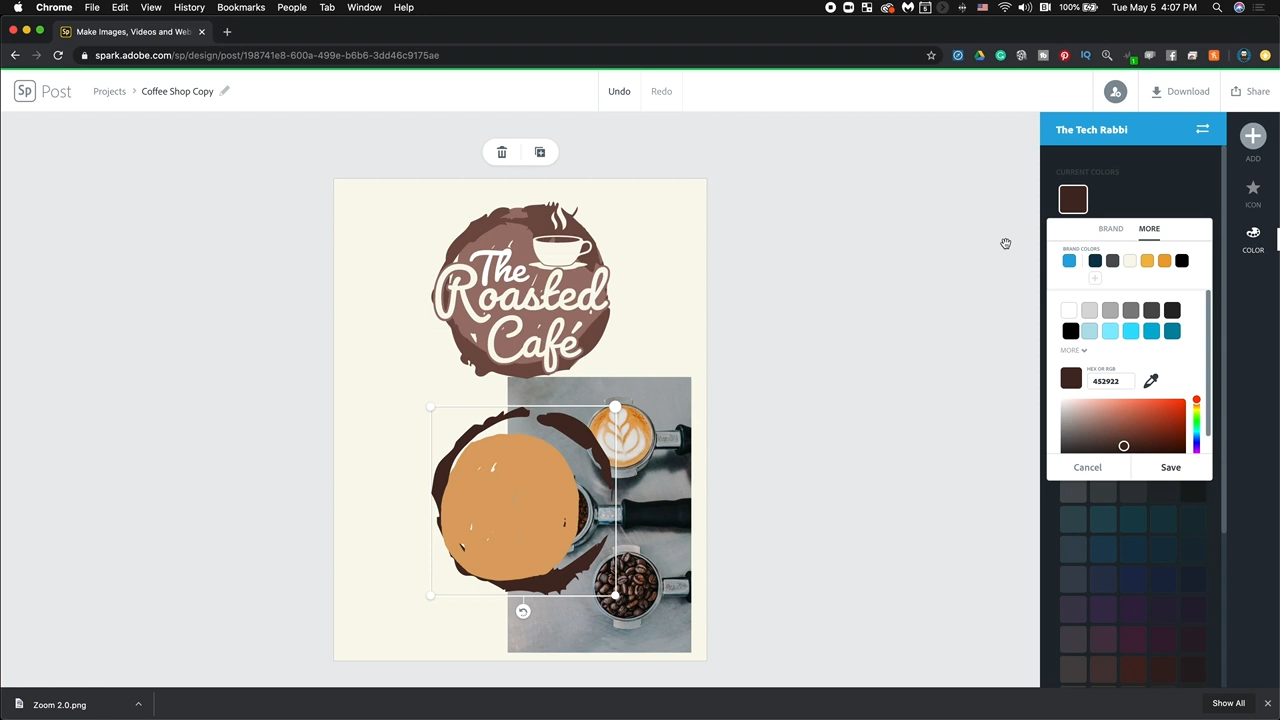 Chrome File Edit View History Bookmarks People Tab Window Help 100% Tue May 5 4:07 PM
Sp Make Images, Videos and Web
spark.adobe.com/sp/design/post/198741e8-600a-499e-b6b6-3dd46c9175ae
Sp Post Projects > Coffee Shop Copy Undo Redo Download Share
The Tech Rabbi
ADD
CURRENT COLORS
ICON
BRAND MORE
BRAND COLORS
COLOR
The
Roasted
Café
MORE
HEX OR RGB
452922
Cancel Save
Zoom 2.0.png Show All